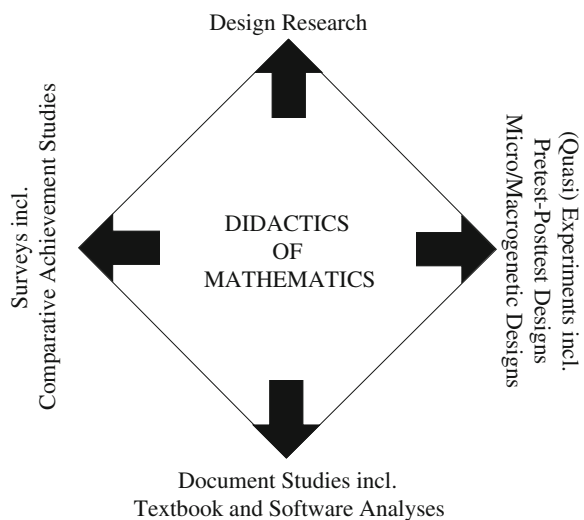 Design Research
Surveys incl.
Comparative Achievement Studies
DIDACTICS
OF
MATHEMATICS
(Quasi) Experiments incl.
Pretest-Posttest Designs
Micro/Macrogenetic Designs
Document Studies incl.
Textbook and Software Analyses